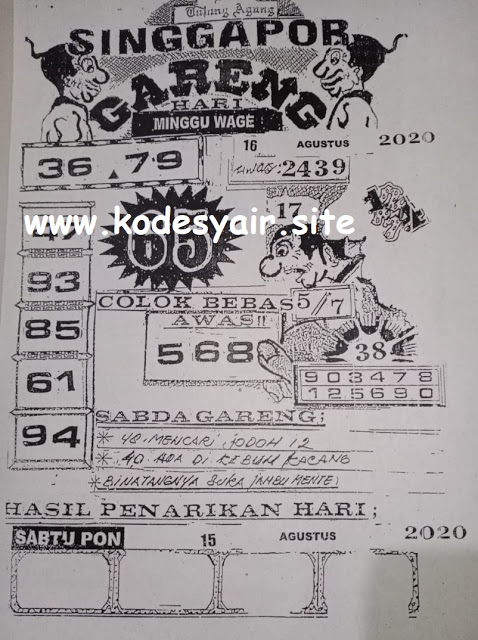 Tulung Agung
SINGGAPOR
GARENG
HARI
MINGGU WAGE
16 AGUSTUS 2020
36 79
AWAS: 2439
www.kodesyair.site
17
65
93
85
61
94
COLOK BEBAS 5/7
AWAS!!
568
38
903478
125690
SABDA GARENG;
* 48. MENCARI JODOH 12
* 40 ADA DI KEBUN KACANG
* BINATANGNYA SUKA JAMBU MENTE
HASIL PENARIKAN HARI;
SABTU PON 15 AGUSTUS 2020